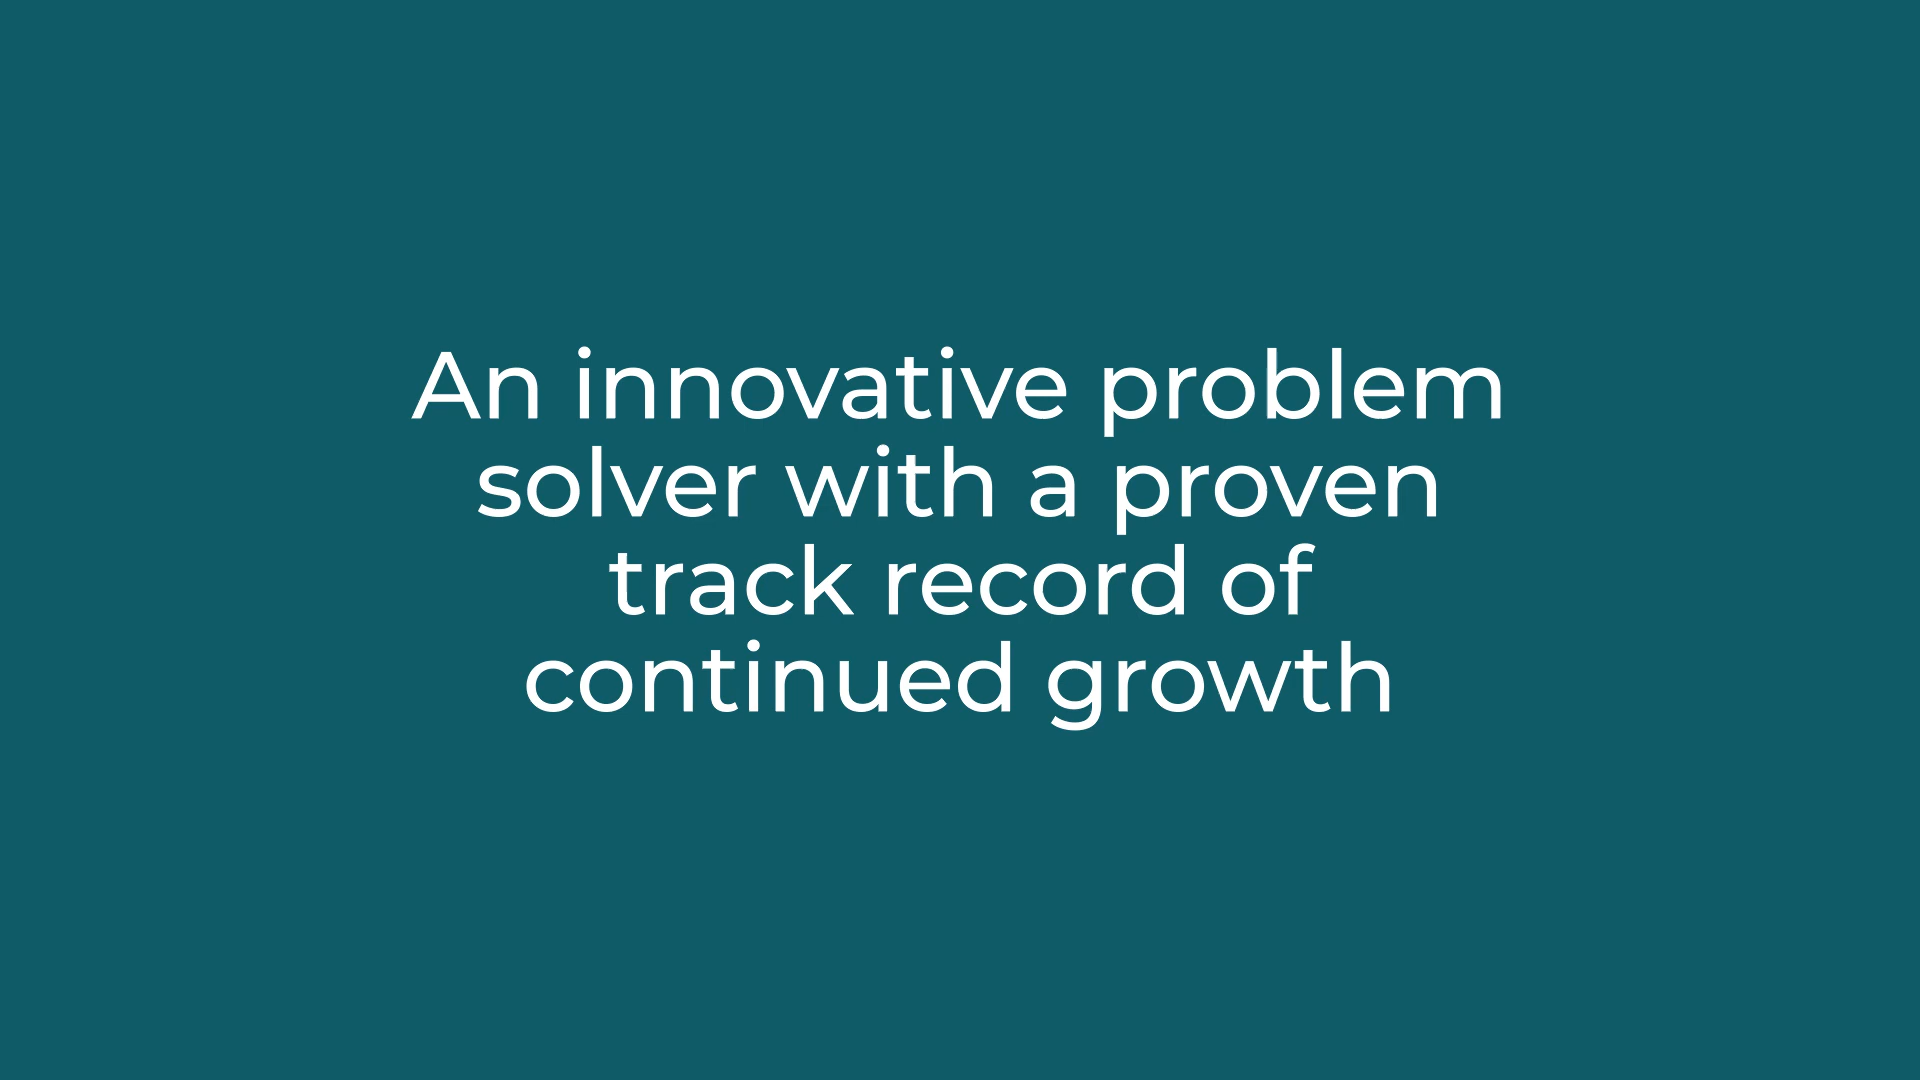 An innovative problem
solver with a proven
track record of
continued growth